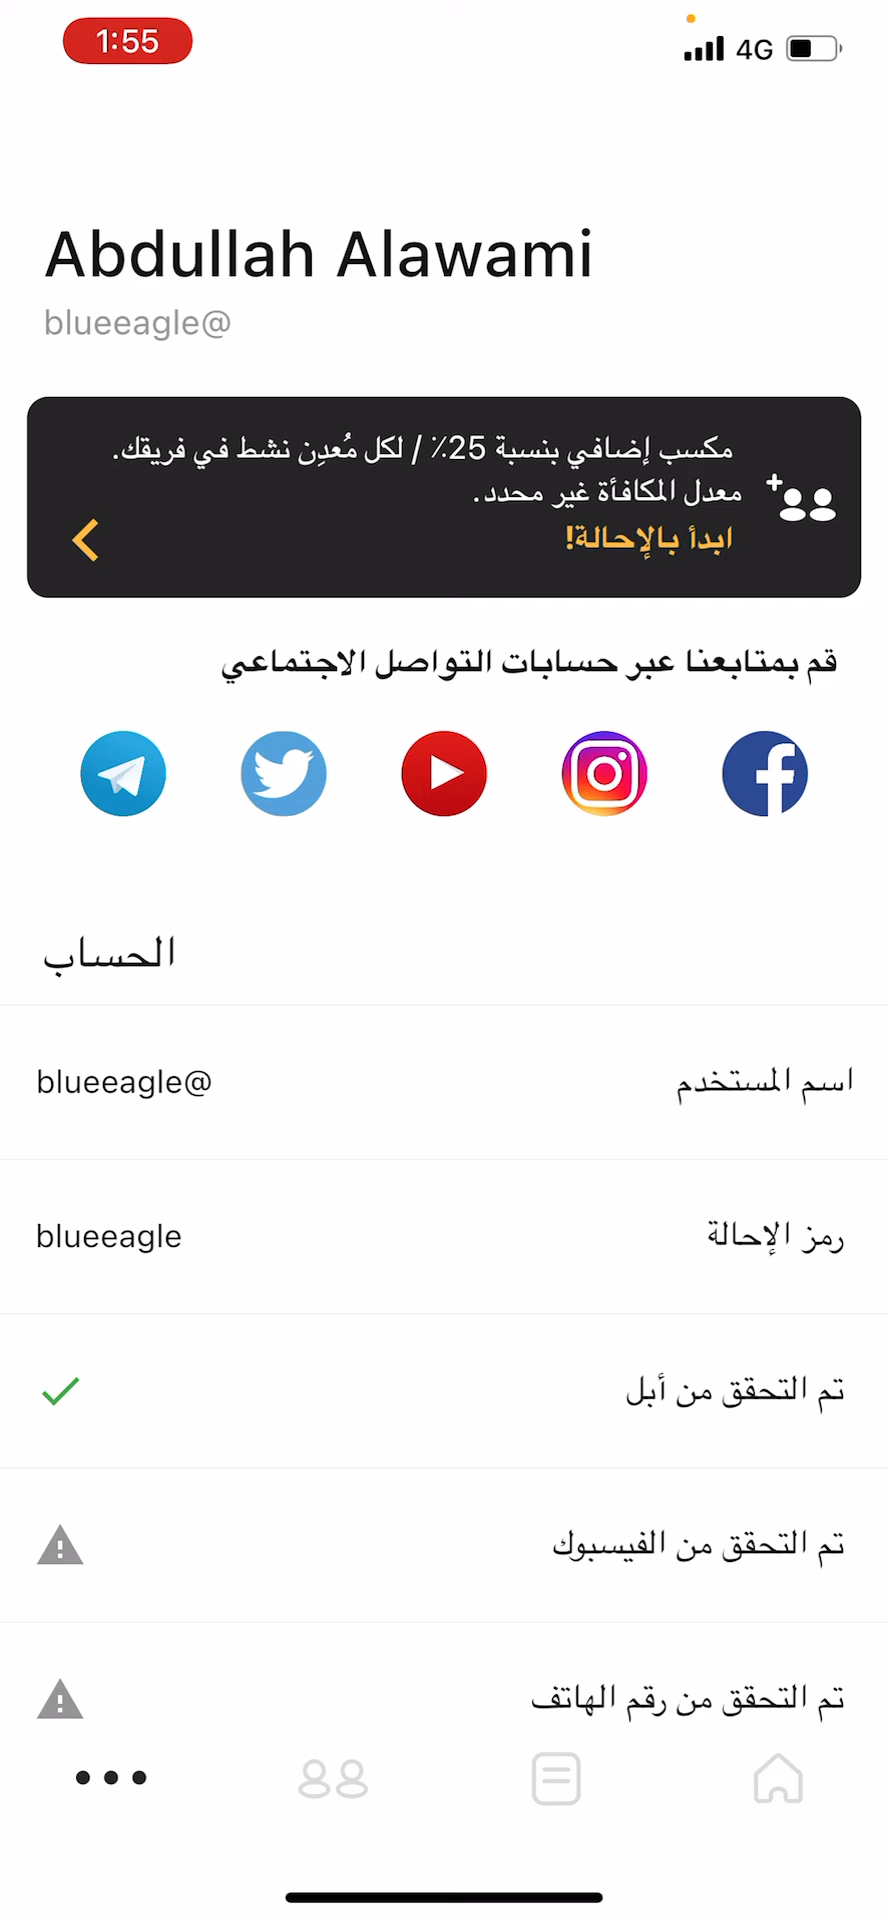 1:55
4G
Abdullah Alawami
blueeagle@
مكسب إضافي بنسبة 25٪ / لكل مُعدِن نشط في فريقك.
معدل المكافأة غير محدد.
ابدأ بالإحالة!
قم بمتابعنا عبر حسابات التواصل الاجتماعي
الحساب
اسم المستخدم blueeagle@
رمز الإحالة blueeagle
تم التحقق من أبل
تم التحقق من الفيسبوك
تم التحقق من رقم الهاتف